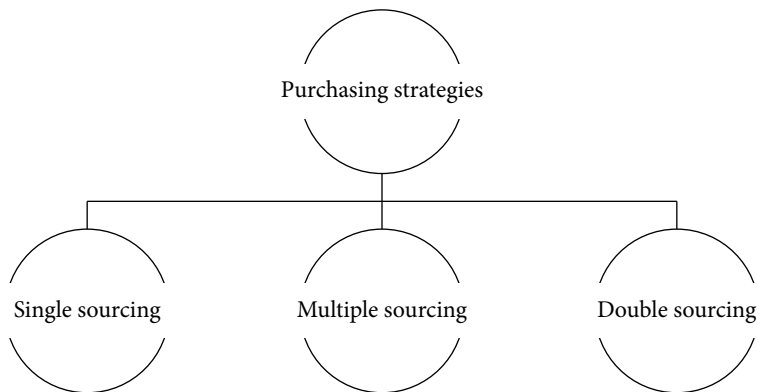 Purchasing strategies
Single sourcing
Multiple sourcing
Double sourcing